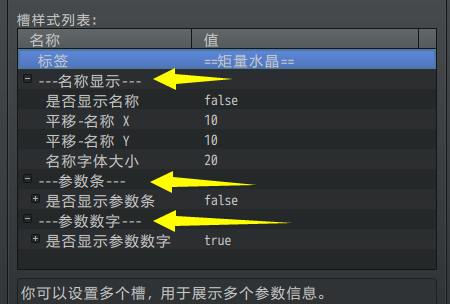 槽样式列表:
名称 值
标签 ==矩量水晶==
---名称显示---
是否显示名称 false
平移-名称 X 10
平移-名称 Y 10
名称字体大小 20
---参数条---
是否显示参数条 false
---参数数字---
是否显示参数数字 true
你可以设置多个槽，用于展示多个参数信息。